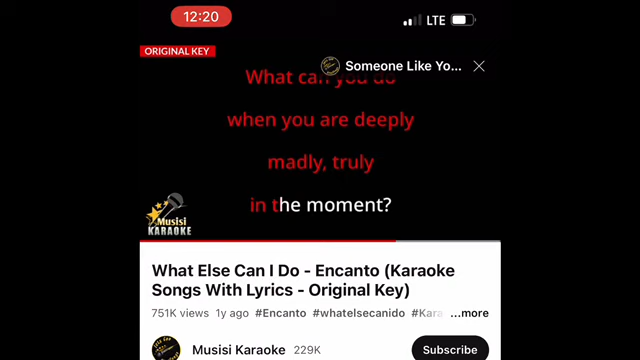 12:20
LTE
ORIGINAL KEY
Someone Like Yo...
What can you do
when you are deeply
madly, truly
in the moment?
Musisi
KARAOKE
What Else Can I Do - Encanto (Karaoke
Songs With Lyrics - Original Key)
751K views 1y ago #Encanto #whatelsecanido #Kara ...more
Musisi Karaoke 229K
Subscribe